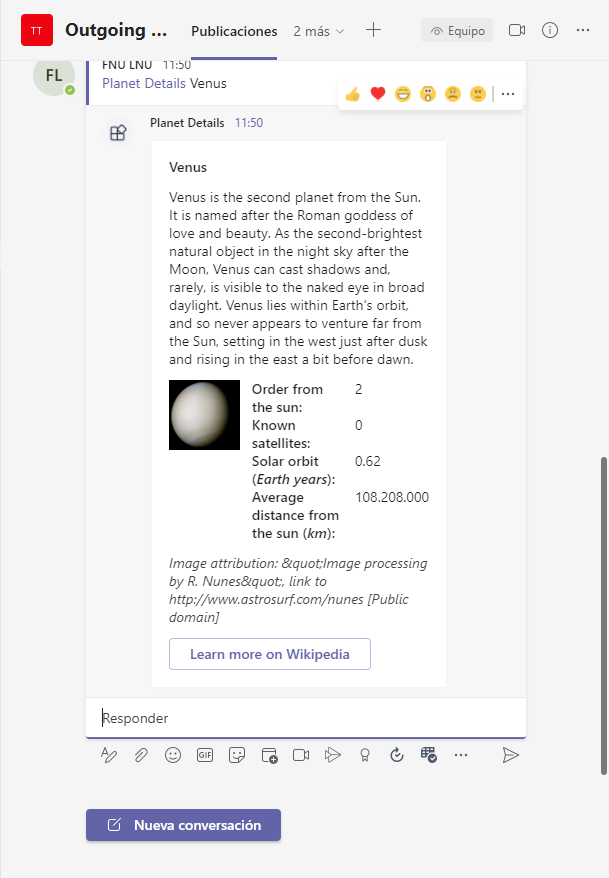 TT Outgoing ... Publicaciones 2 más Equipo
FL FNU LNU 11:50
Planet Details Venus
Planet Details 11:50
Venus
Venus is the second planet from the Sun.
It is named after the Roman goddess of
love and beauty. As the second-brightest
natural object in the night sky after the
Moon, Venus can cast shadows and,
rarely, is visible to the naked eye in broad
daylight. Venus lies within Earth's orbit,
and so never appears to venture far from
the Sun, setting in the west just after dusk
and rising in the east a bit before dawn.
Order from 2
the sun:
Known 0
satellites:
Solar orbit 0.62
(Earth years):
Average 108.208.000
distance from
the sun (km):
Image attribution: &quot;Image processing
by R. Nunes&quot;, link to
http://www.astrosurf.com/nunes [Public
domain]
Learn more on Wikipedia
Responder
GIF
Nueva conversación